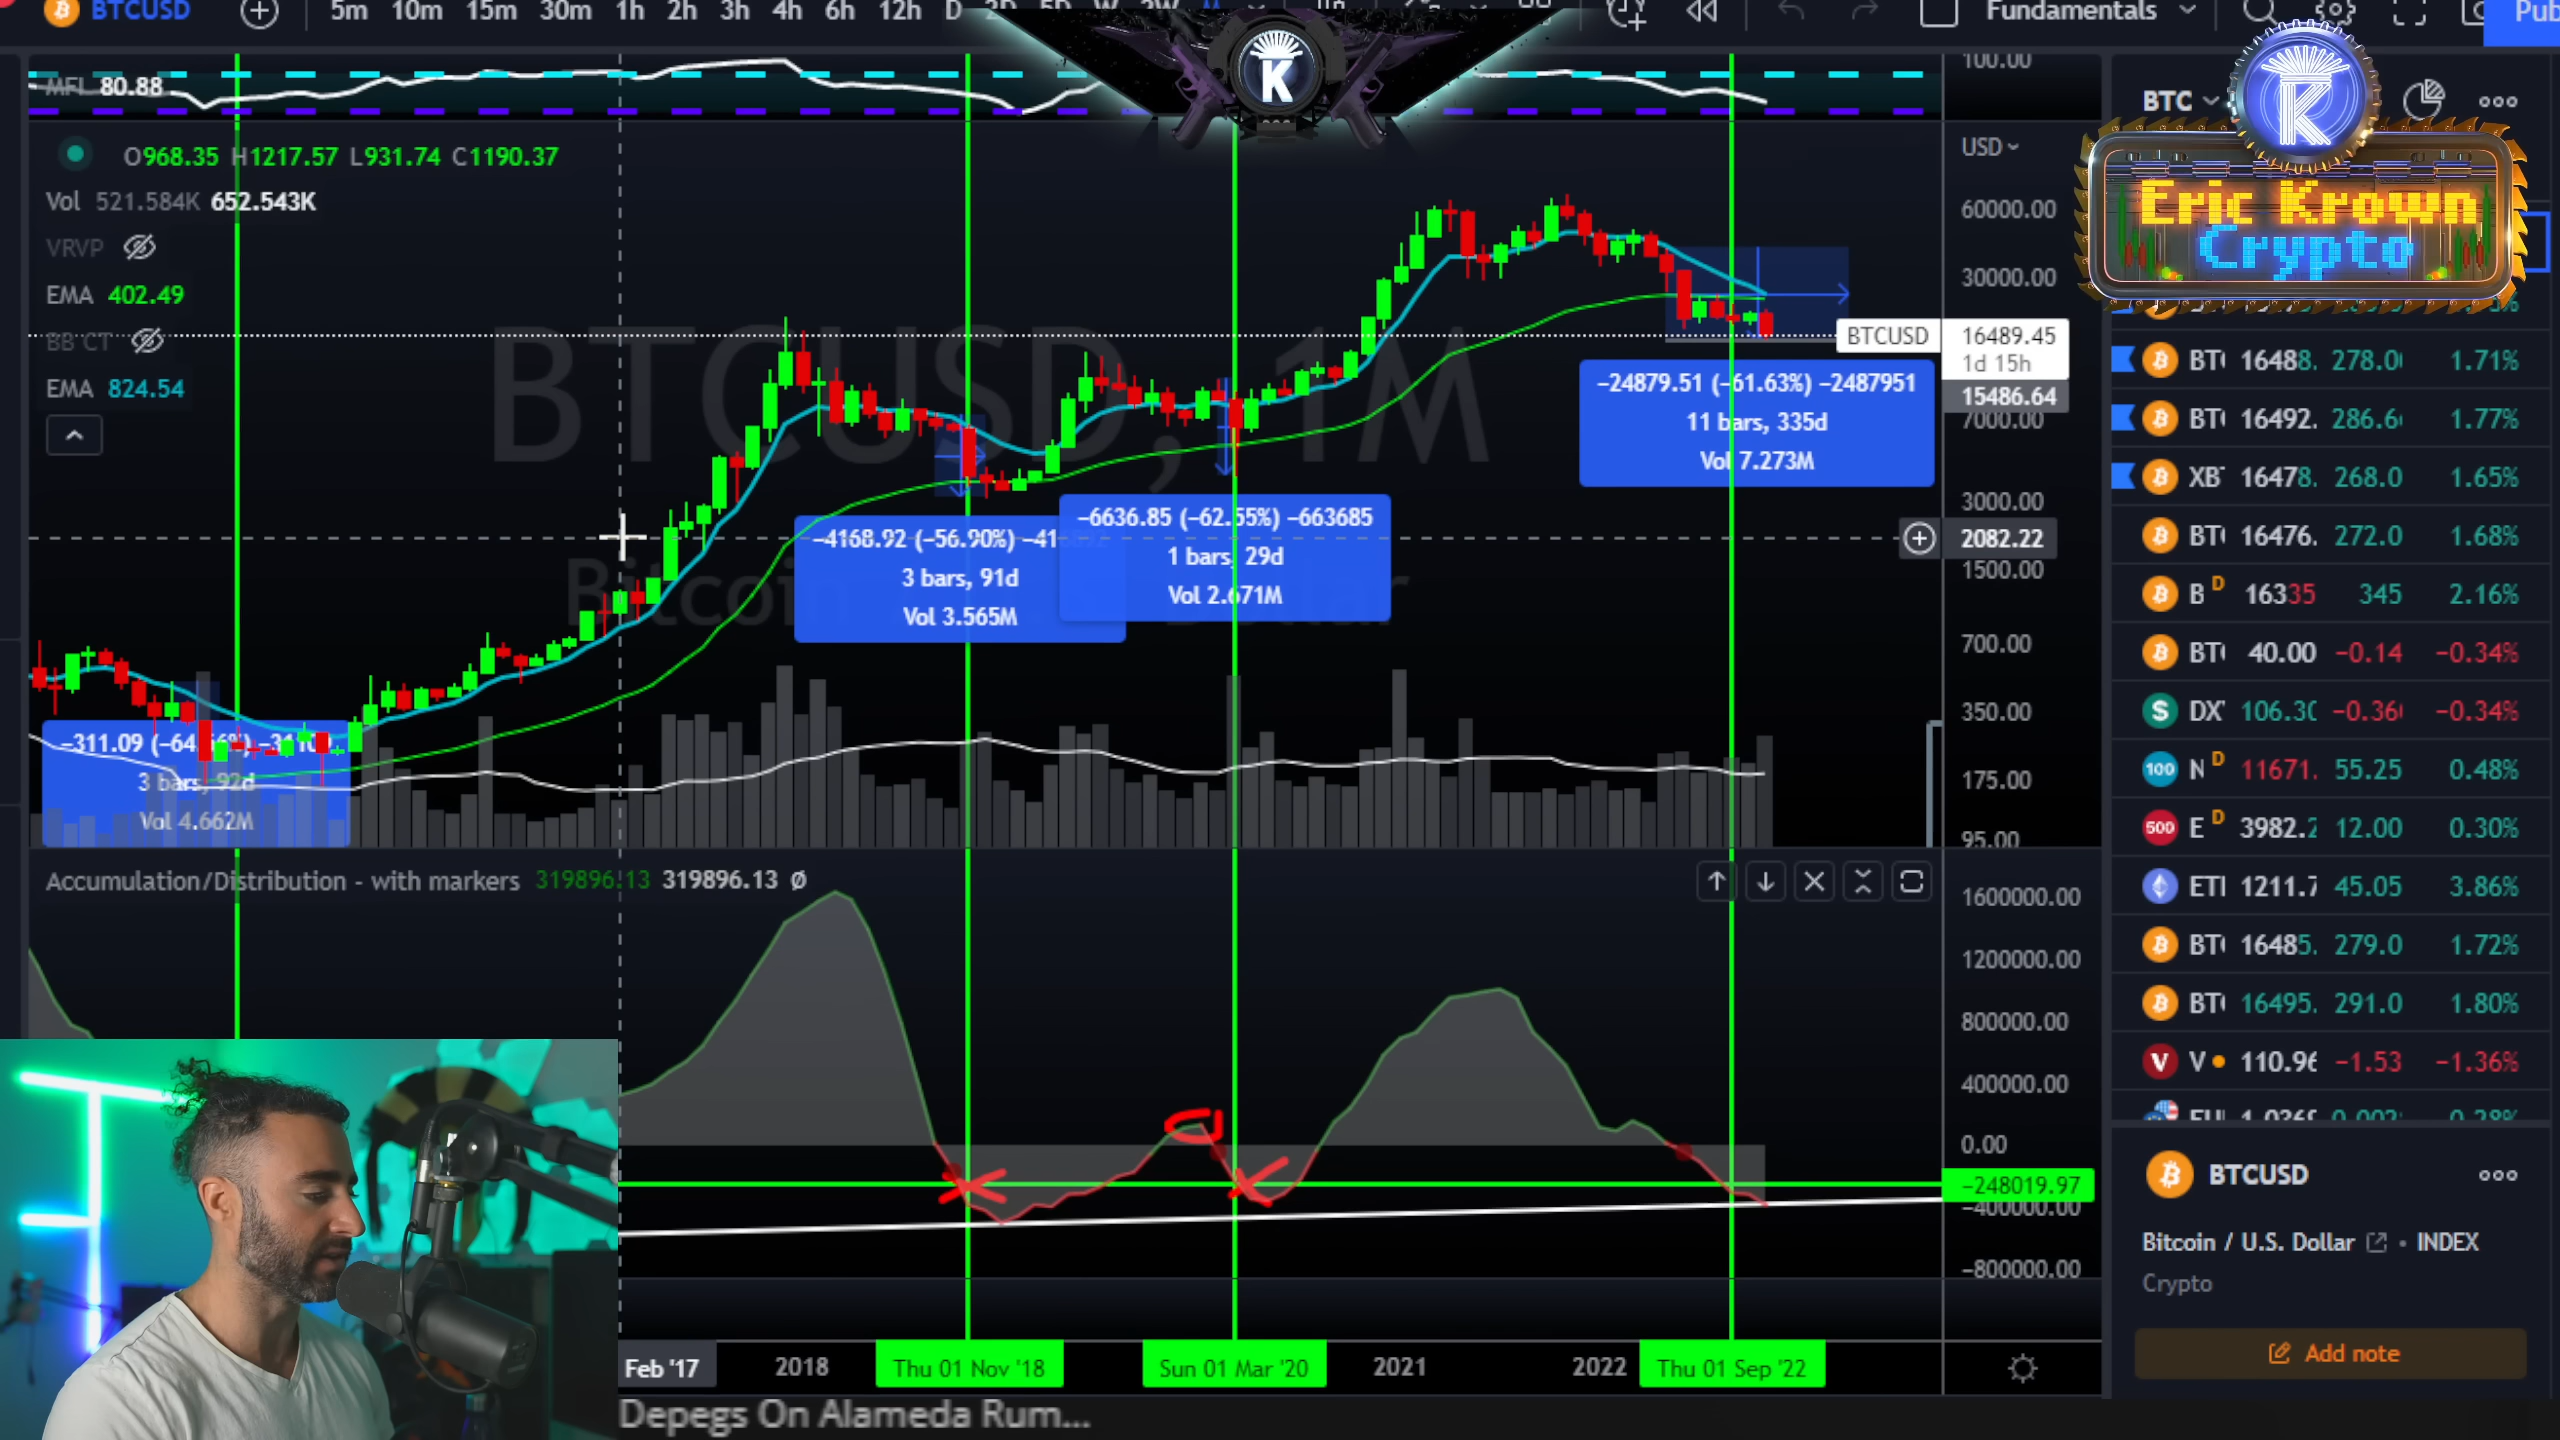 BTCUSD
5m 10m 15m 30m 1h 2h 3h 4h 6h 12h D
Fundamentals
MFL 80.88
100.00
O968.35 H1217.57 L931.74 C1190.37
Vol 521.584K 652.543K
VRVP
EMA 402.49
BB CT
EMA 824.54
BTCUSD, 1M
K
USD
60000.00
30000.00
BTCUSD 16489.45
1d 15h
15486.64
7000.00
3000.00
2082.22
1500.00
700.00
350.00
175.00
95.00
-24879.51 (-61.63%) -2487951
11 bars, 335d
Vol 7.273M
-4168.92 (-56.90%)
3 bars, 91d
Vol 3.565M
-6636.85 (-62.55%) -663685
1 bars, 29d
Vol 2.671M
-311.09
3 bars, 92d
Vol 4.662M
Accumulation/Distribution - with markers 319896.13 319896.13 Ø
1600000.00
1200000.00
800000.00
400000.00
0.00
-248019.97
-400000.00
-800000.00
Feb '17 2018 Thu 01 Nov '18 Sun 01 Mar '20 2021 2022 Thu 01 Sep '22
Depegs On Alameda Rum...
BTC
K
Eric Krown
Crypto
16488. 278.0 1.71%
16492. 286.6 1.77%
16478. 268.0 1.65%
16476. 272.0 1.68%
B D 16335 345 2.16%
40.00 -0.14 -0.34%
S 106.30 -0.36 -0.34%
100 N D 11671. 55.25 0.48%
500 E D 3982.2 12.00 0.30%
1211.7 45.05 3.86%
16485. 279.0 1.72%
16495. 291.0 1.80%
V V 110.96 -1.53 -1.36%
BTCUSD
Bitcoin / U.S. Dollar • INDEX
Crypto
Add note